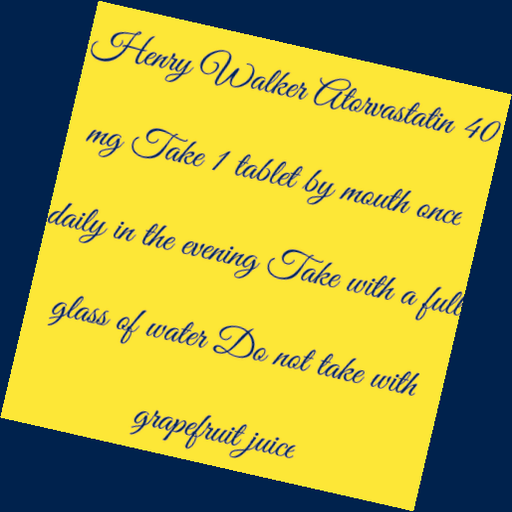 Henry Walker Atorvastatin 40
mg Take 1 tablet by mouth once
daily in the evening Take with a full
glass of water Do not take with
grapefruit juice